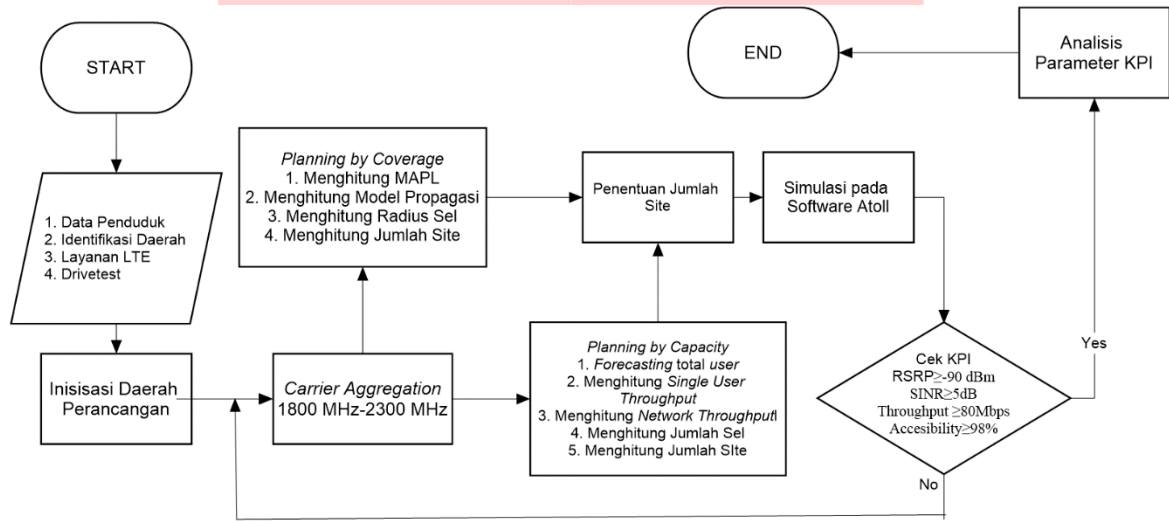 START
END
Analisis
Parameter KPI
1. Data Penduduk
2. Identifikasi Daerah
3. Layanan LTE
4. Drivetest
Planning by Coverage
1. Menghitung MAPL
2. Menghitung Model Propagasi
3. Menghitung Radius Sel
4. Menghitung Jumlah Site
Penentuan Jumlah
Site
Simulasi pada
Software Atoll
Inisisasi Daerah
Perancangan
Carrier Aggregation
1800 MHz-2300 MHz
Planning by Capacity
1. Forecasting total user
2. Menghitung Single User
Throughput
3. Menghitung Network Throughput
4. Menghitung Jumlah Sel
5. Menghitung Jumlah SIte
Cek KPI
RSRP≥-90 dBm
SINR≥5dB
Throughput ≥80Mbps
Accesibility≥98%
Yes
No